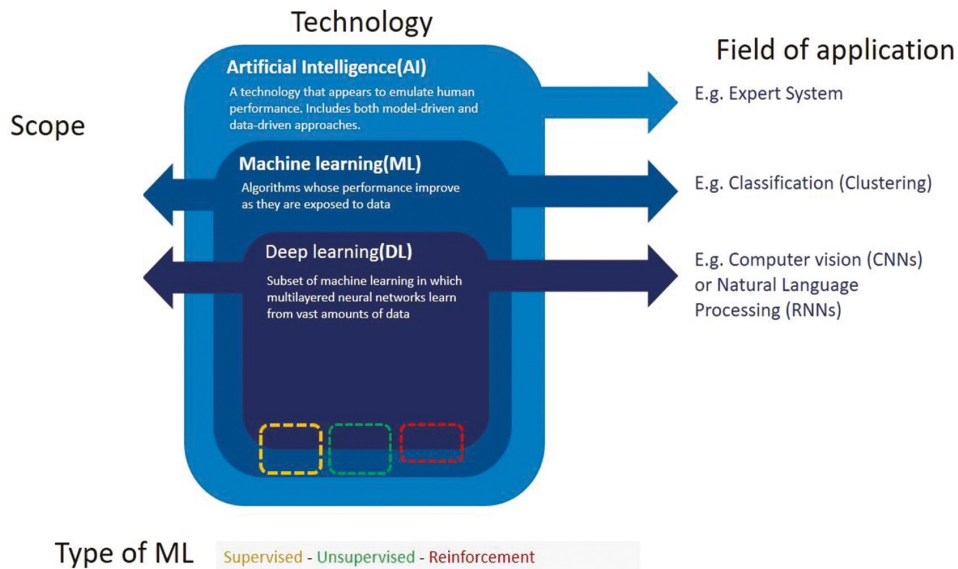 Technology
Field of application
Artificial Intelligence(AI)
A technology that appears to emulate human
performance. Includes both model-driven and
data-driven approaches.
E.g. Expert System
Scope
Machine learning(ML)
Algorithms whose performance improve
as they are exposed to data
E.g. Classification (Clustering)
Deep learning(DL)
Subset of machine learning in which
multilayered neural networks learn
from vast amounts of data
E.g. Computer vision (CNNs)
or Natural Language
Processing (RNNs)
Type of ML
Supervised - Unsupervised - Reinforcement